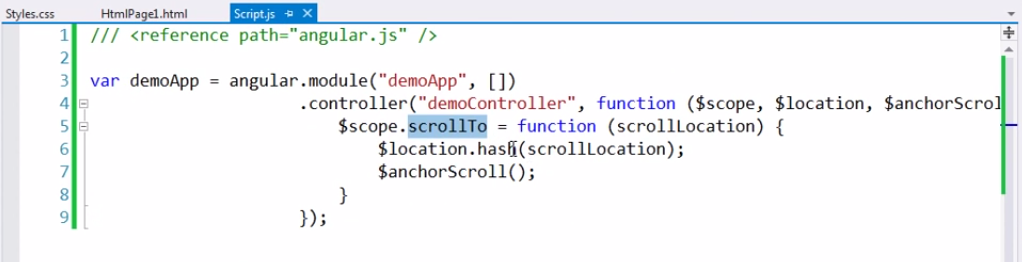 Styles.css HtmlPage1.html Script.js
1 /// <reference path="angular.js" />
2
3 var demoApp = angular.module("demoApp", [])
4 .controller("demoController", function ($scope, $location, $anchorScrol
5 $scope.scrollTo = function (scrollLocation) {
6 $location.hash(scrollLocation);
7 $anchorScroll();
8 }
9 });